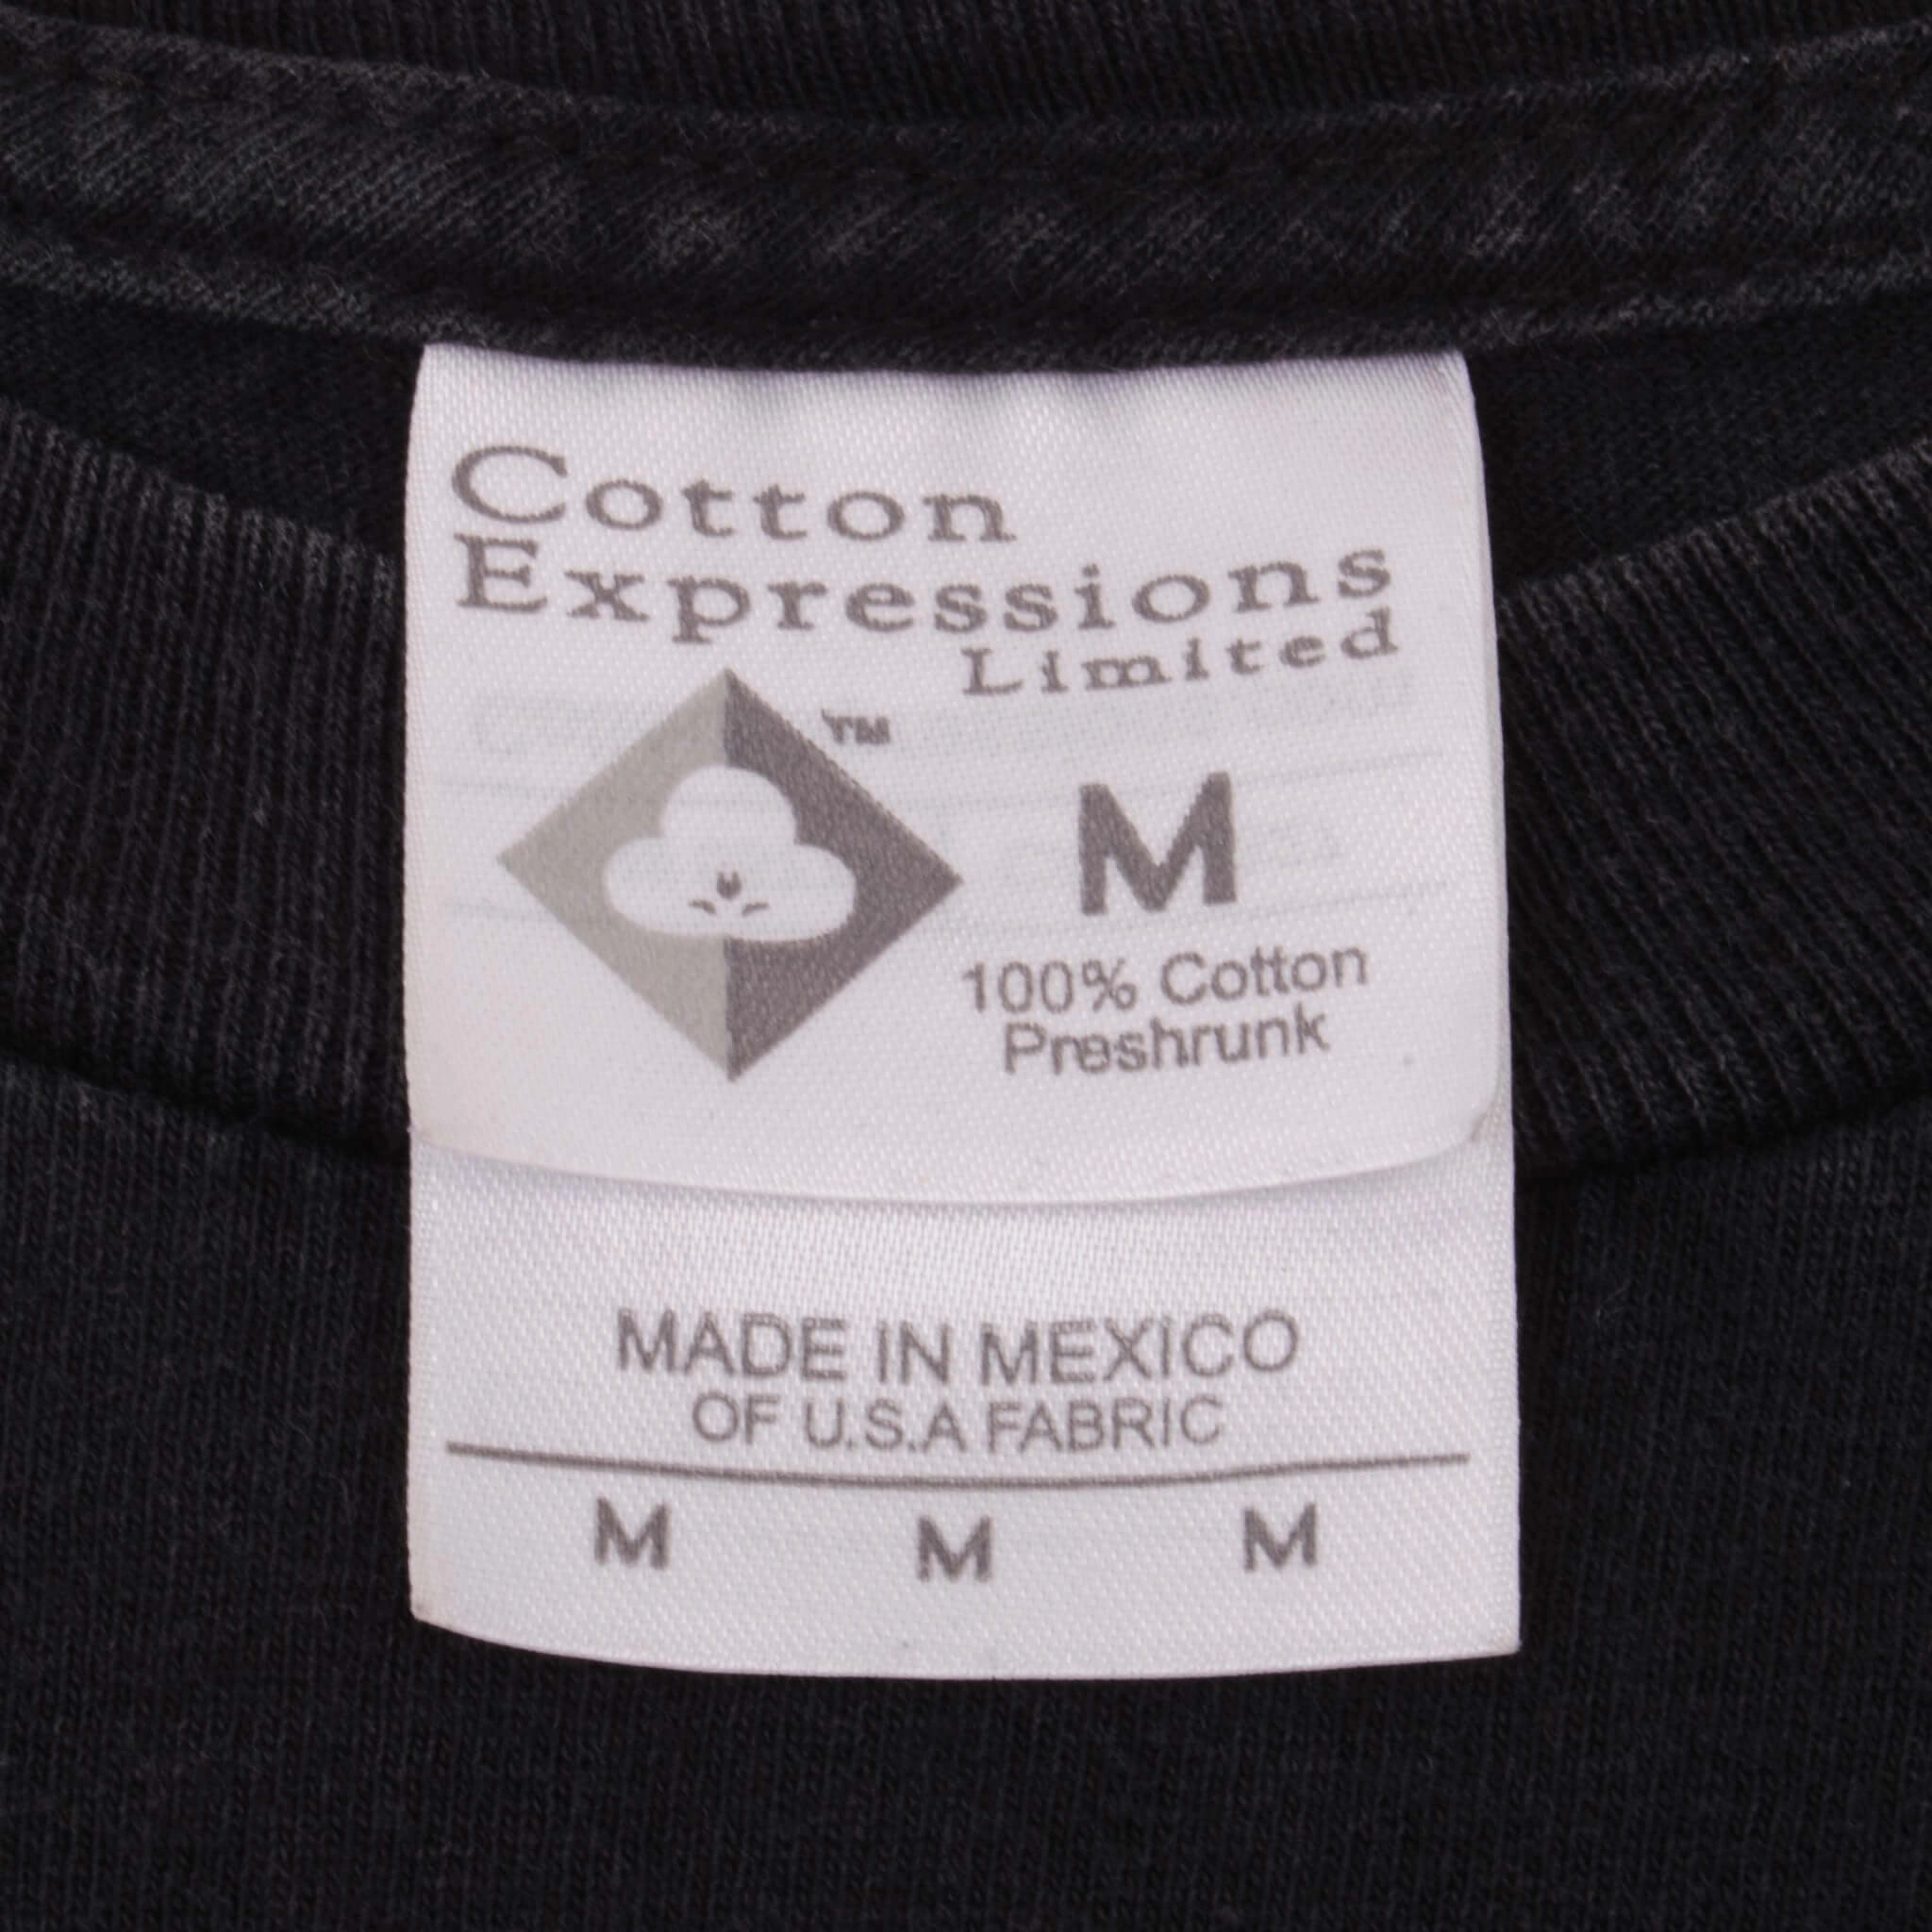 Cotton
Expressions
Limited
TM
M
100% Cotton
Preshrunk
MADE IN MEXICO
OF U.S.A FABRIC
M M M